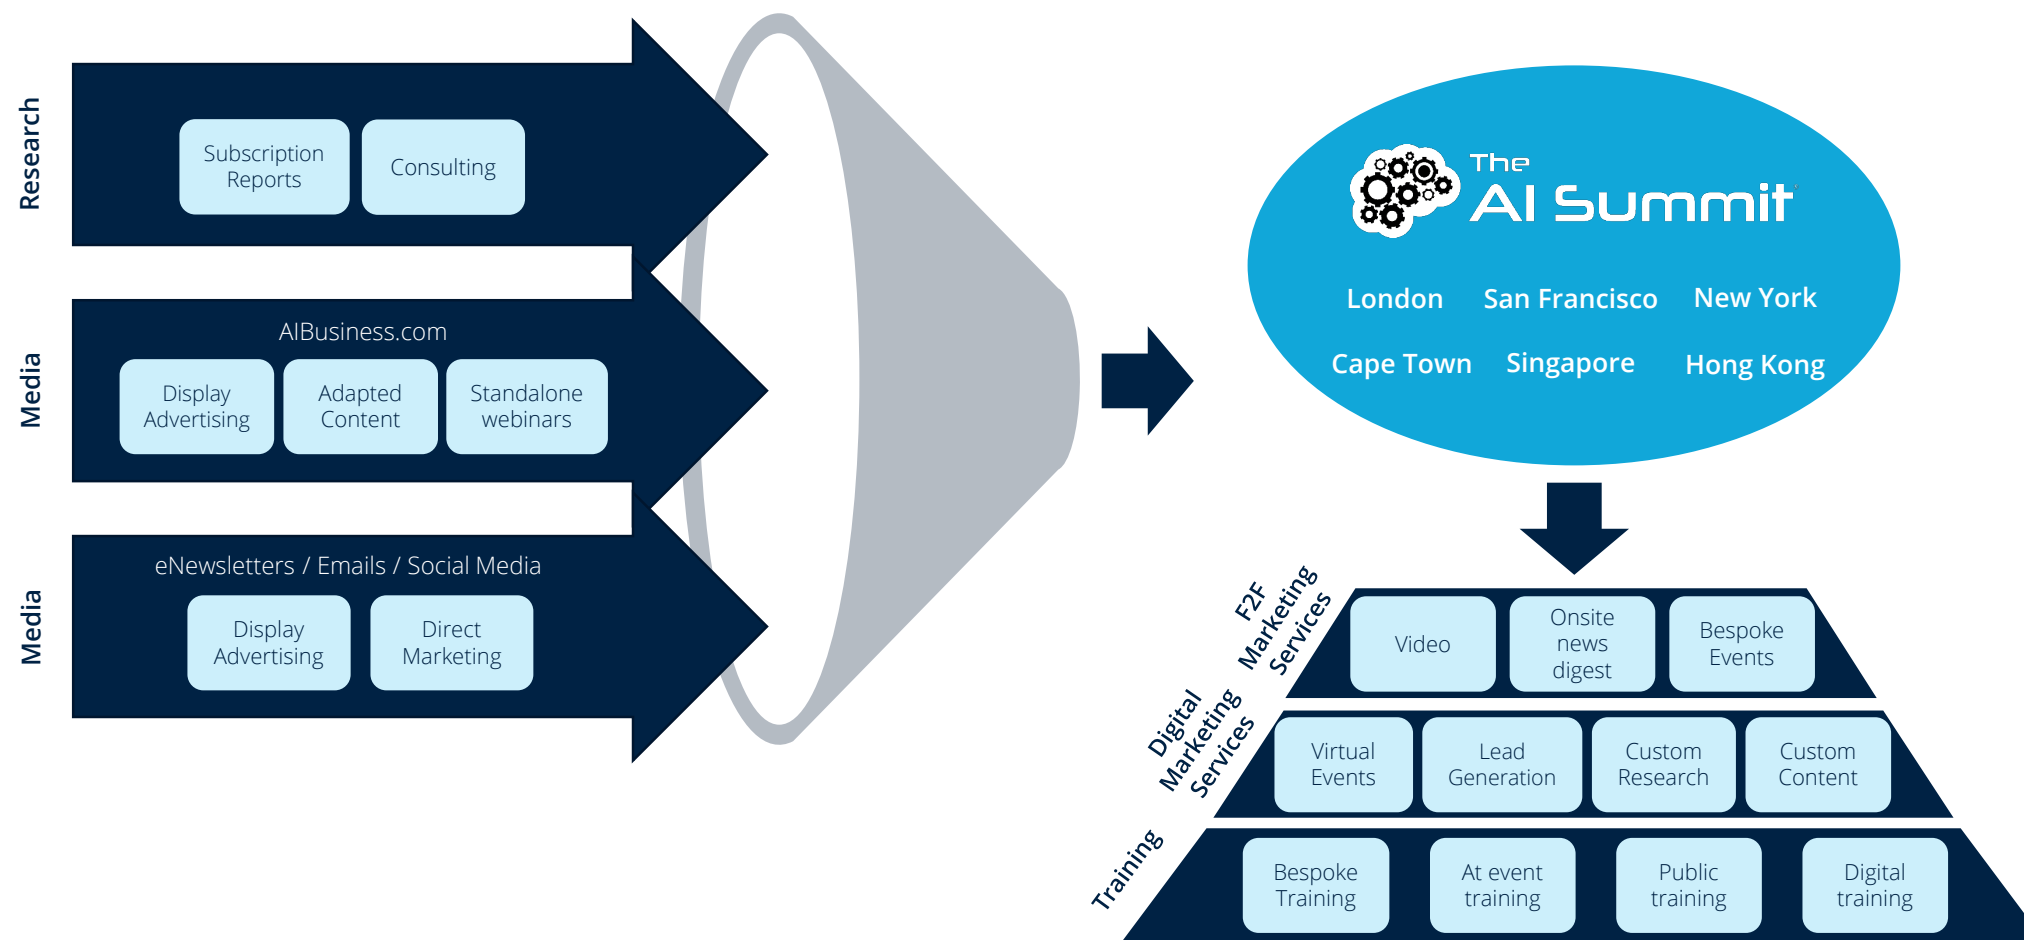 Research
Subscription
Reports
Consulting
Media
AIBusiness.com
Display
Advertising
Adapted
Content
Standalone
webinars
Media
eNewsletters / Emails / Social Media
Display
Advertising
Direct
Marketing
The
AI Summit
London
San Francisco
New York
Cape Town
Singapore
Hong Kong
F2F
Marketing
Services
Video
Onsite
news
digest
Bespoke
Events
Digital
Marketing
Services
Virtual
Events
Lead
Generation
Custom
Research
Custom
Content
Training
Bespoke
Training
At event
training
Public
training
Digital
training